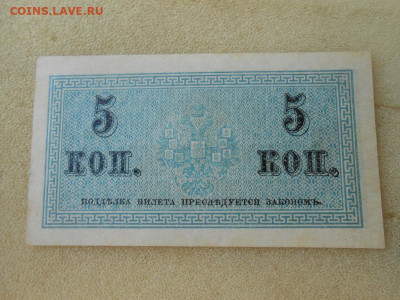 COINS.LAVE.RU
5 5
КОП. КОП.
ПОДДѢЛКА БИЛЕТА ПРЕСЛѢДУЕТСЯ ЗАКОНОМЪ.